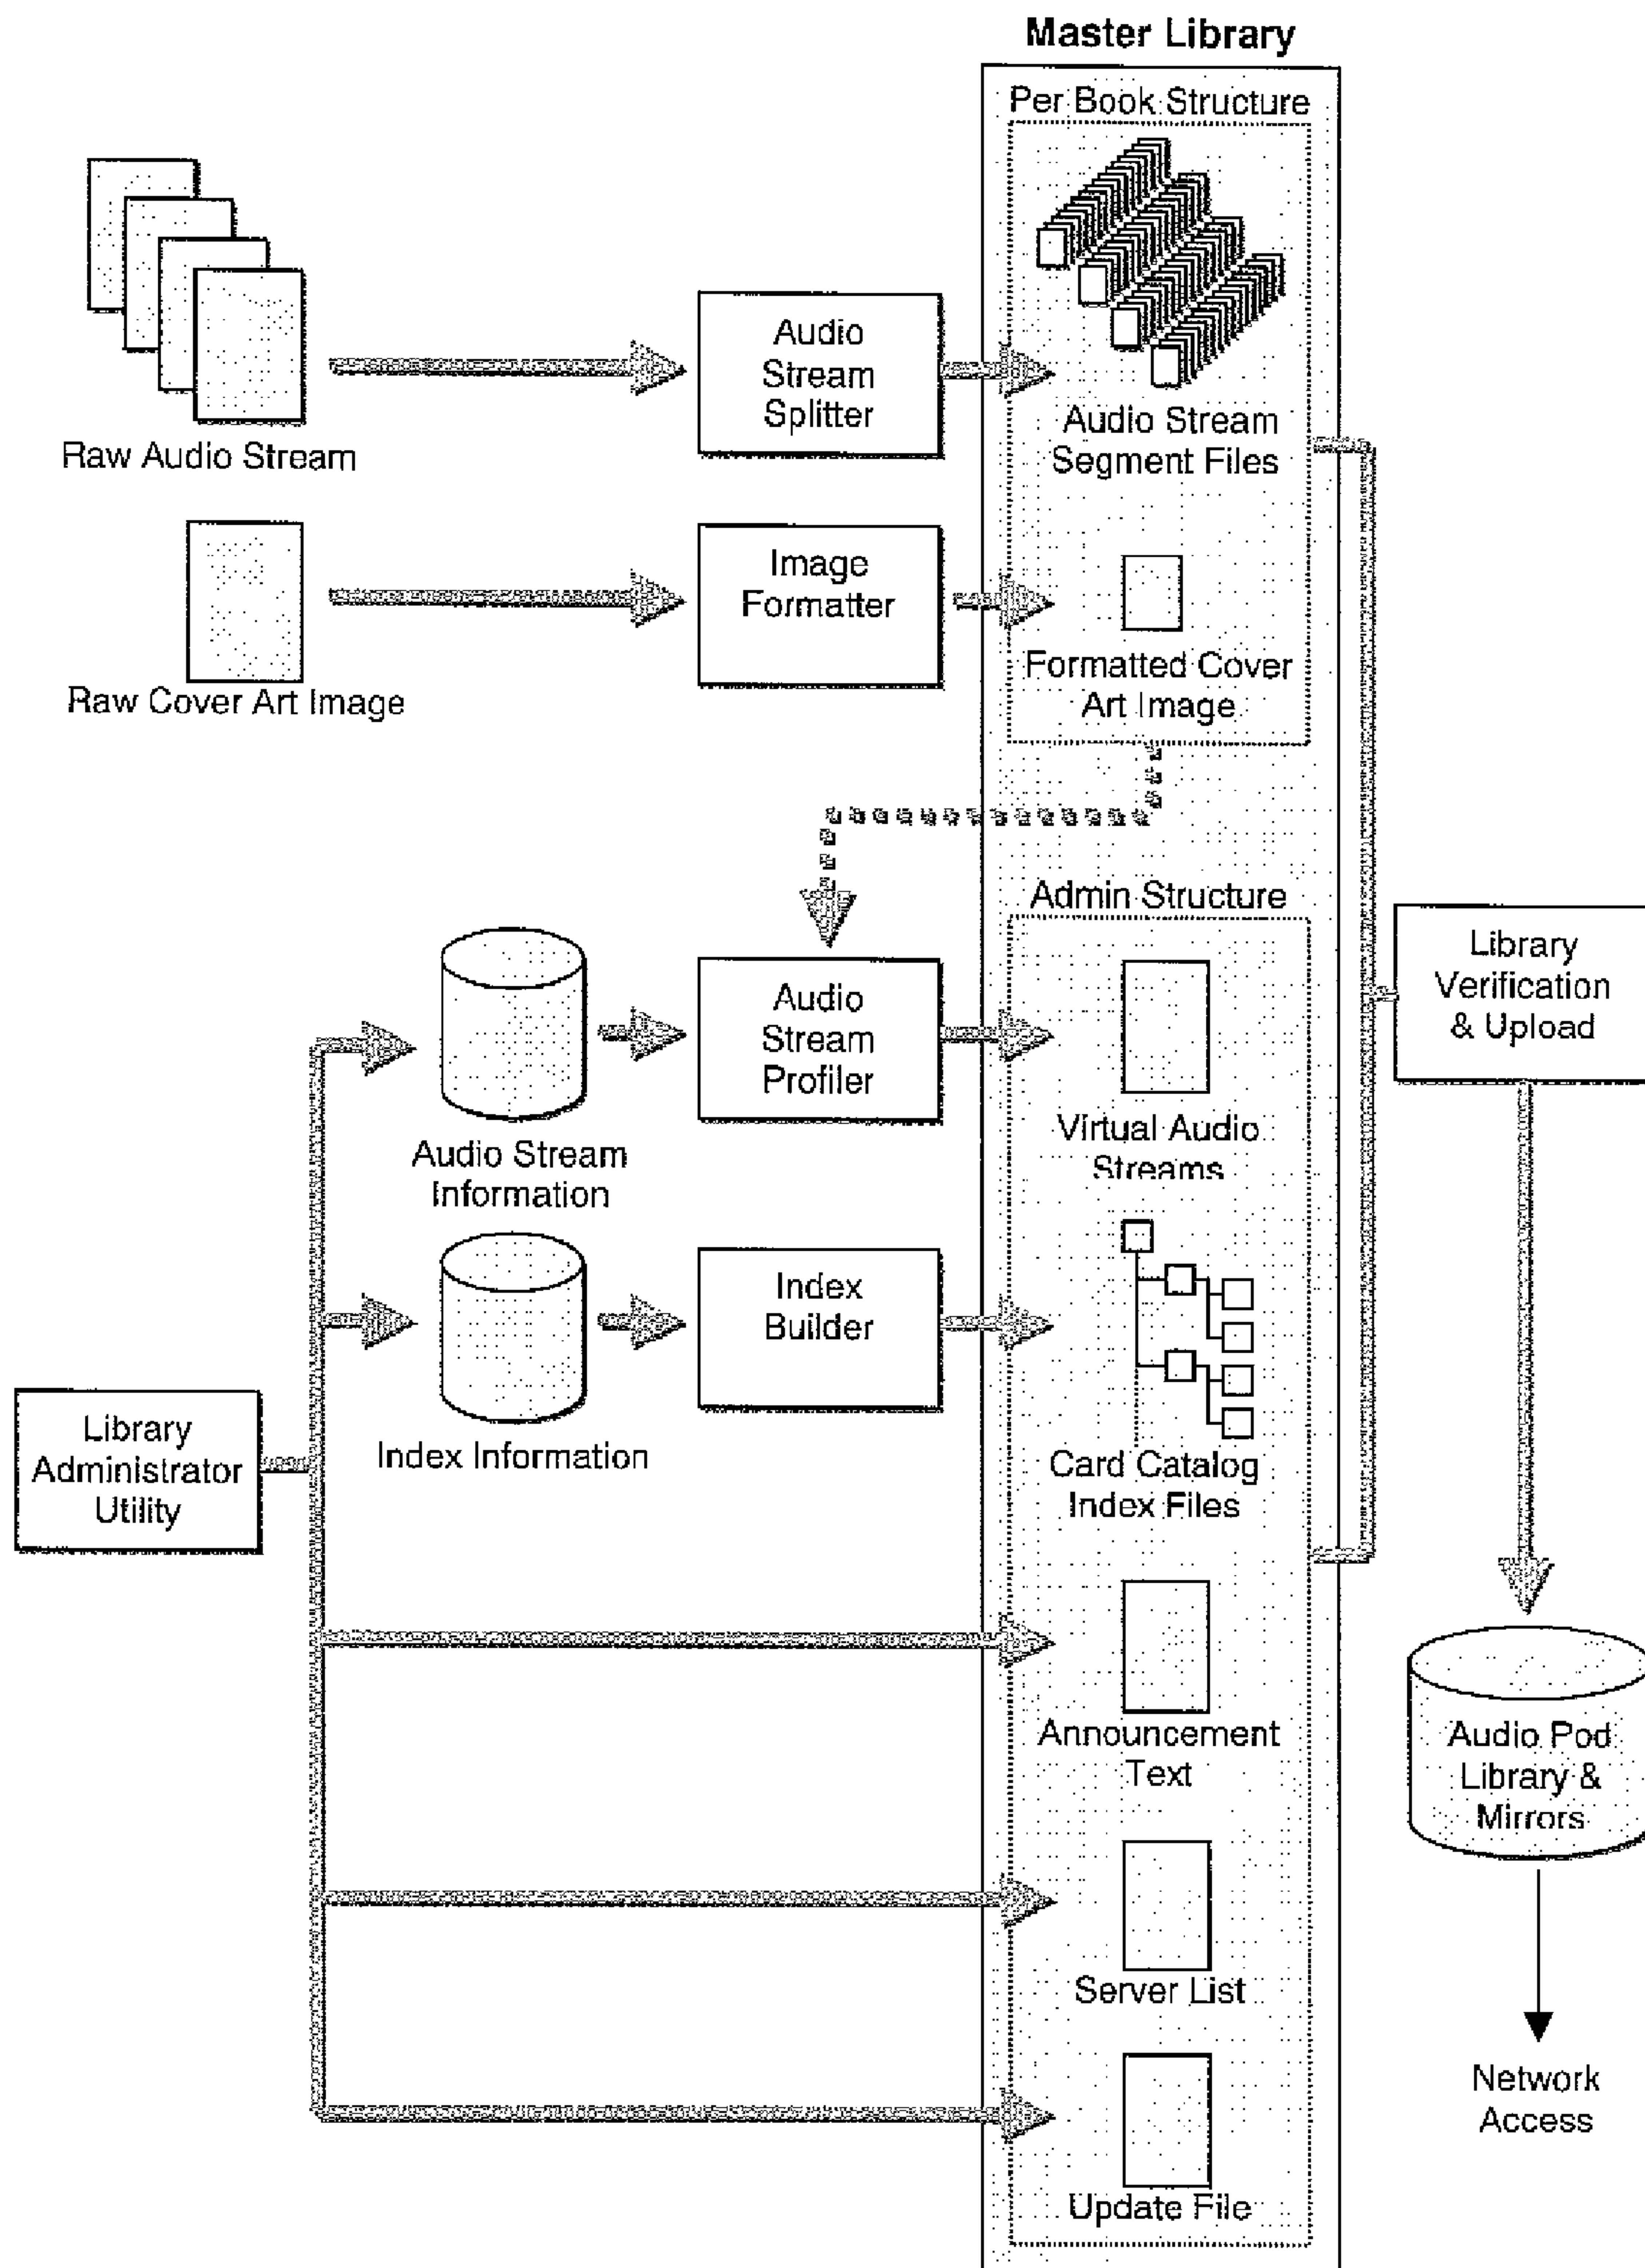 Master Library
Per Book Structure
Raw Audio Stream
Audio
Stream
Splitter
Audio Stream
Segment Files
Raw Cover Art Image
Image
Formatter
Formatted Cover
Art Image
Admin Structure
Audio Stream
Information
Audio
Stream
Profiler
Virtual Audio
Streams
Library
Verification
& Upload
Index Information
Index
Builder
Card Catalog
Index Files
Library
Administrator
Utility
Announcement
Text
Audio Pod
Library &
Mirrors
Server List
Network
Access
Update File